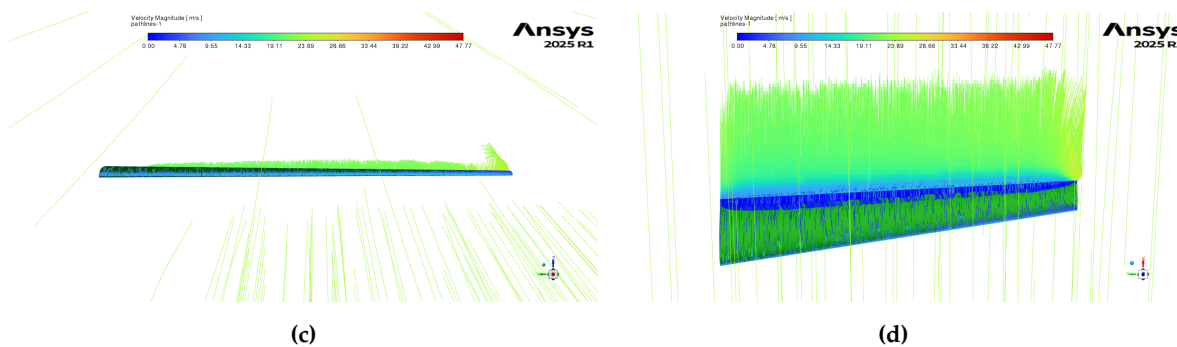 Velocity Magnitude [ m/s ]
pathlines-1
0.00 4.78 9.55 14.33 19.11 23.89 28.66 33.44 38.22 42.99 47.77
Ansys
2025 R1
(c)
Velocity Magnitude [ m/s ]
pathlines-1
0.00 4.78 9.55 14.33 19.11 23.89 28.66 33.44 38.22 42.99 47.77
Ansys
2025 R
(d)